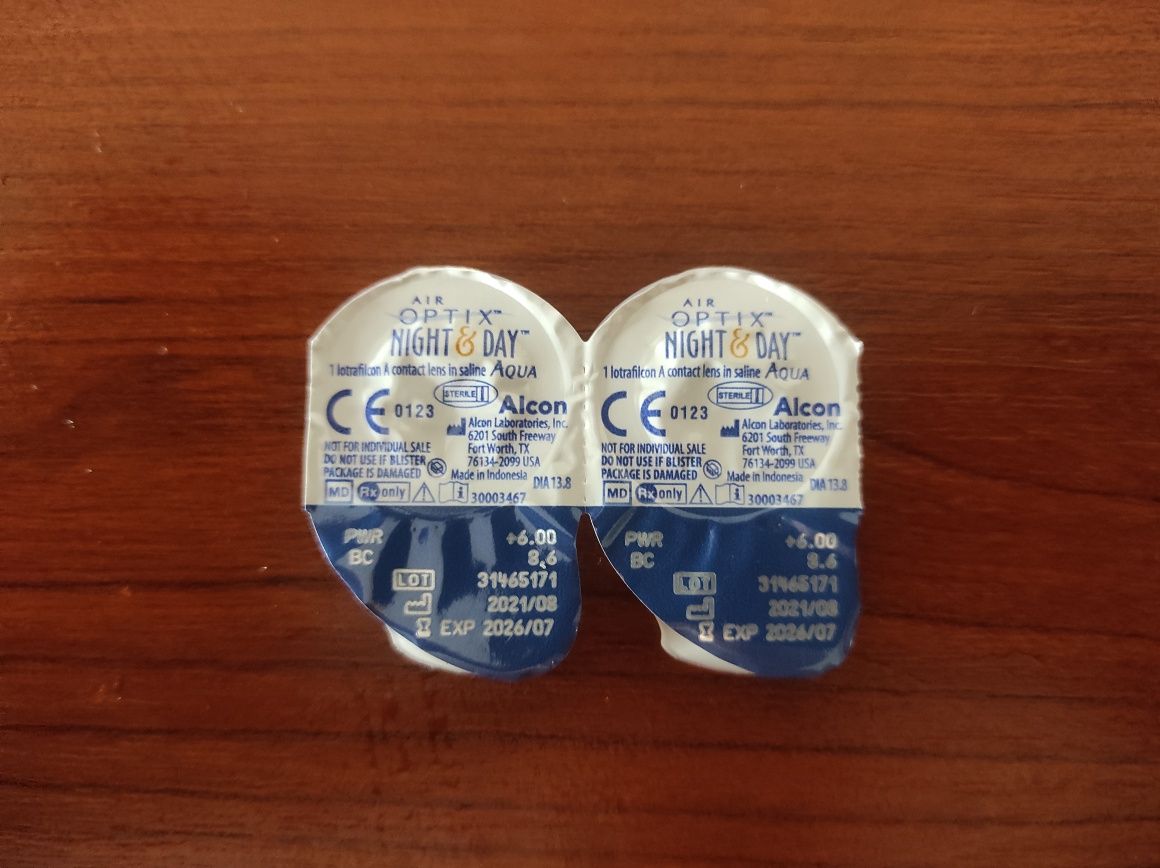 AIR
OPTIX™
NIGHT & DAY™
1 lotrafilcon A contact lens in saline AQUA
CE 0123 STERILE Alcon
Alcon Laboratories, Inc.
6201 South Freeway
Fort Worth, TX
76134-2099 USA
NOT FOR INDIVIDUAL SALE
DO NOT USE IF BLISTER
PACKAGE IS DAMAGED
Made in Indonesia
DIA 13.8
MD Rx only 30003467
PWR +6.00
BC 8.6
LOT 31465171
2021/08
EXP 2026/07
AIR
OPTIX™
NIGHT & DAY™
1 lotrafilcon A contact lens in saline AQUA
CE 0123 STERILE Alcon
Alcon Laboratories, Inc.
6201 South Freeway
Fort Worth, TX
76134-2099 USA
NOT FOR INDIVIDUAL SALE
DO NOT USE IF BLISTER
PACKAGE IS DAMAGED
Made in Indonesia
DIA 13.8
MD Rx only 30003467
PWR +6.00
BC 8.6
LOT 31465171
2021/08
EXP 2026/07